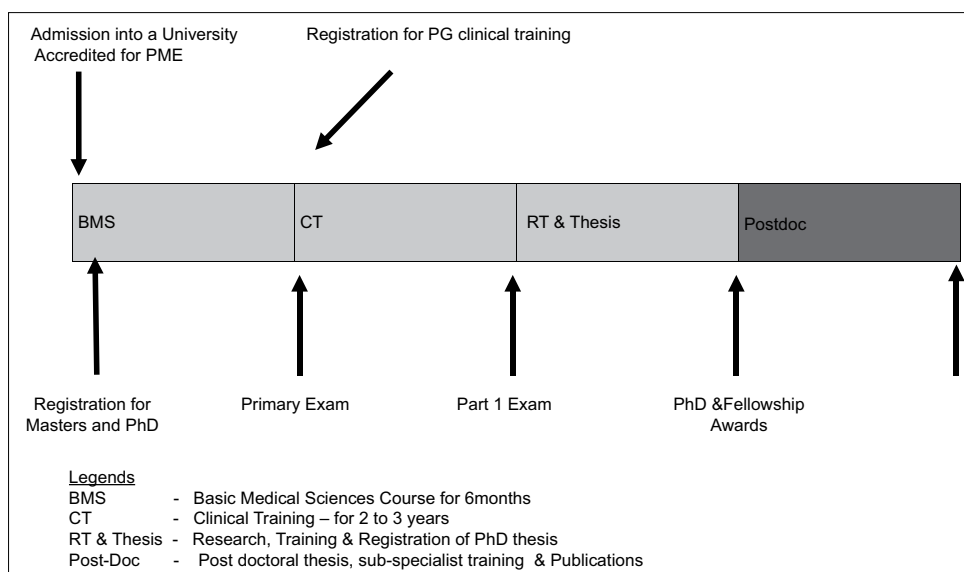 Admission into a University
Accredited for PME
Registration for PG clinical training
BMS
CT
RT & Thesis
Postdoc
Registration for
Masters and PhD
Primary Exam
Part 1 Exam
PhD &Fellowship
Awards
Legends
BMS - Basic Medical Sciences Course for 6months
CT - Clinical Training – for 2 to 3 years
RT & Thesis - Research, Training & Registration of PhD thesis
Post-Doc - Post doctoral thesis, sub-specialist training & Publications